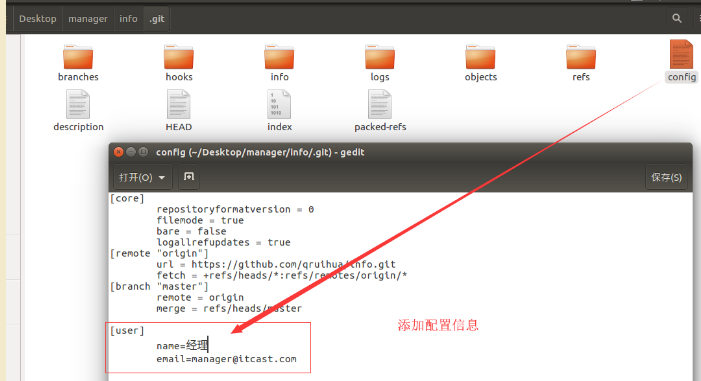 Desktop manager info .git
branches hooks info logs objects refs config
description HEAD index packed-refs
config (~/Desktop/manager/info/.git) - gedit
打开(O) 保存(S)
[core]
repositoryformatversion = 0
filemode = true
bare = false
logallrefupdates = true
[remote "origin"]
url = https://github.com/qruihua/info.git
fetch = +refs/heads/*:refs/remotes/origin/*
[branch "master"]
remote = origin
merge = refs/heads/master
[user]
name=经理
email=manager@itcast.com
添加配置信息